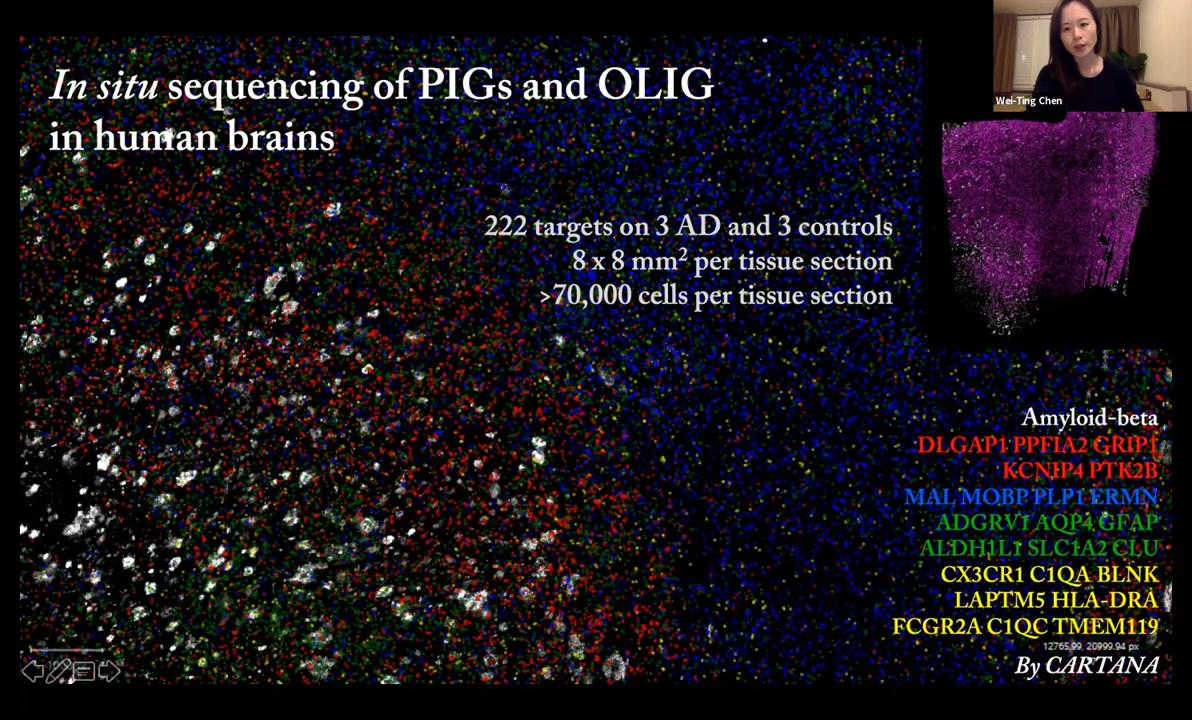 In situ sequencing of PIGs and OLIG
in human brains
Wei-Ting Chen
222 targets on 3 AD and 3 controls
8 x 8 mm² per tissue section
>70,000 cells per tissue section
Amyloid-beta
DLGAP1 PPFIA2 GRIP1
KCNIP4 PTK2B
MAL MOBP PLP1 ERMN
ADGRV1 AQP4 GFAP
ALDH1L1 SLC1A2 CLU
CX3CR1 C1QA BLNK
LAPTM5 HLA-DRA
FCGR2A C1QC TMEM119
12765.99, 20999.94 px
By CARTANA